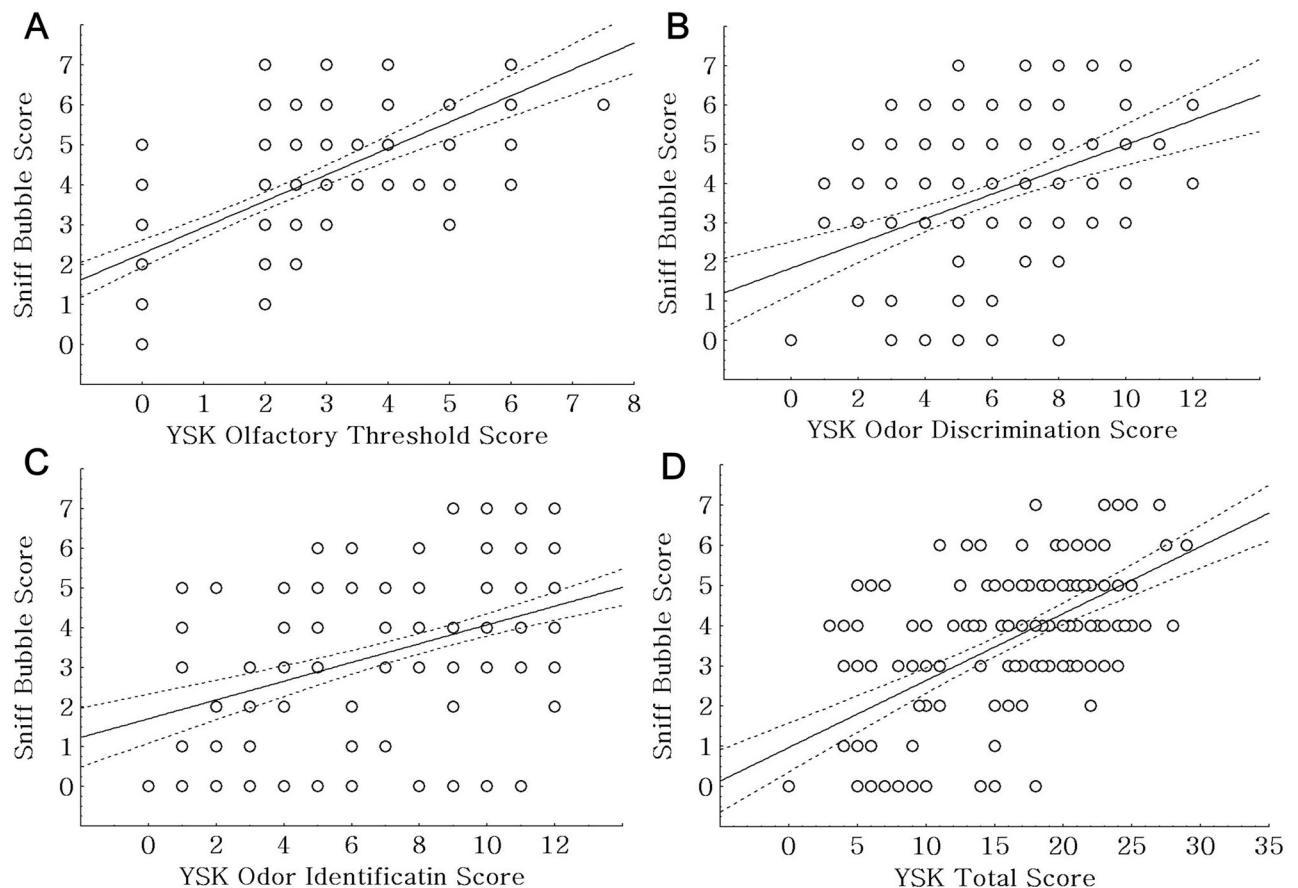 A
Sniff Bubble Score
7
6
5
4
3
2
1
0
0 1 2 3 4 5 6 7 8
YSK Olfactory Threshold Score
B
Sniff Bubble Score
7
6
5
4
3
2
1
0
0 2 4 6 8 10 12
YSK Odor Discrimination Score
C
Sniff Bubble Score
7
6
5
4
3
2
1
0
0 2 4 6 8 10 12
YSK Odor Identificatin Score
D
Sniff Bubble Score
7
6
5
4
3
2
1
0
0 5 10 15 20 25 30 35
YSK Total Score